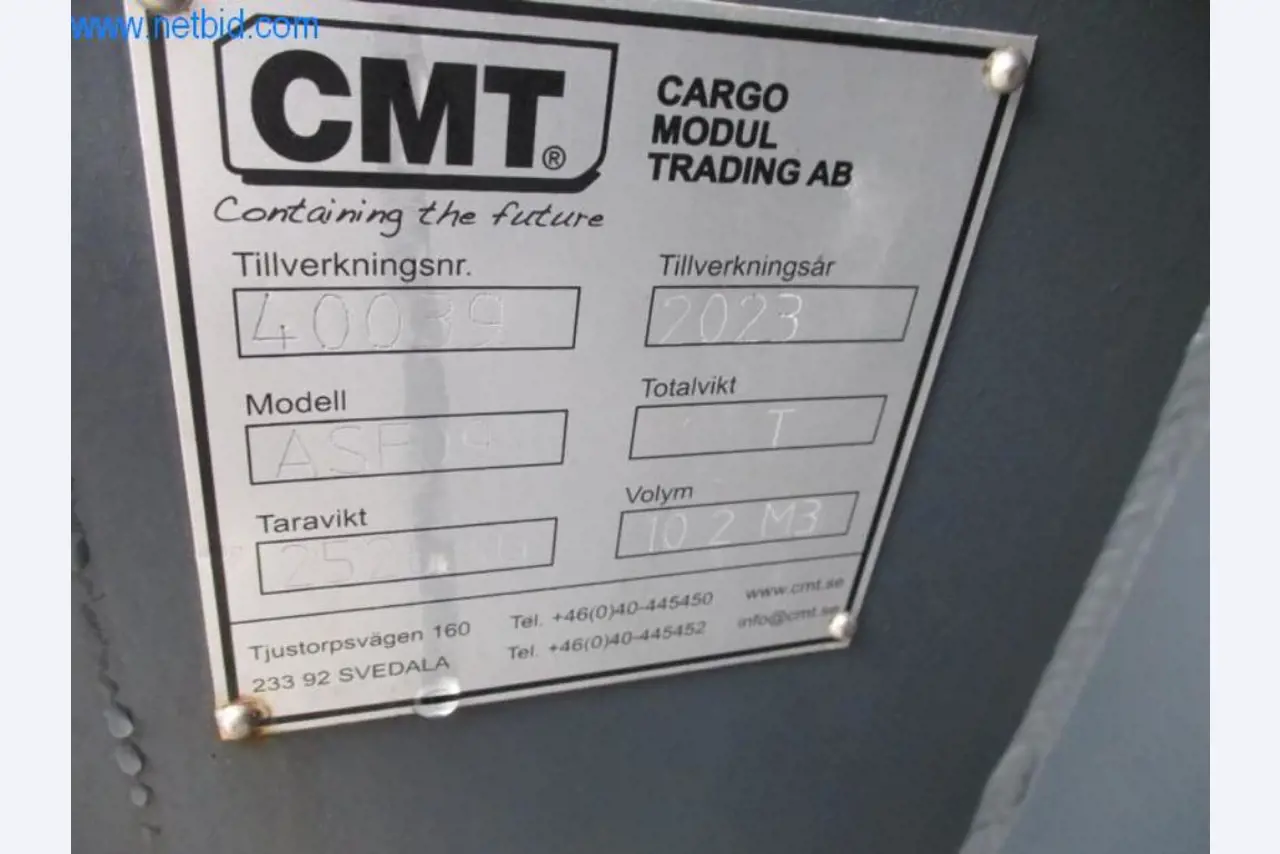 www.netbid.com
CMT®
CARGO
MODUL
TRADING AB
Containing the future
Tillverkningsnr.
40039
Tillverkningsår
2023
Modell
Totalvikt
T
Taravikt
Volym
10 2 M3
Tjustorpsvägen 160
233 92 SVEDALA
Tel. +46(0)40-445450
Tel. +46(0)40-445452
www.cmt.se
info@cmt.se